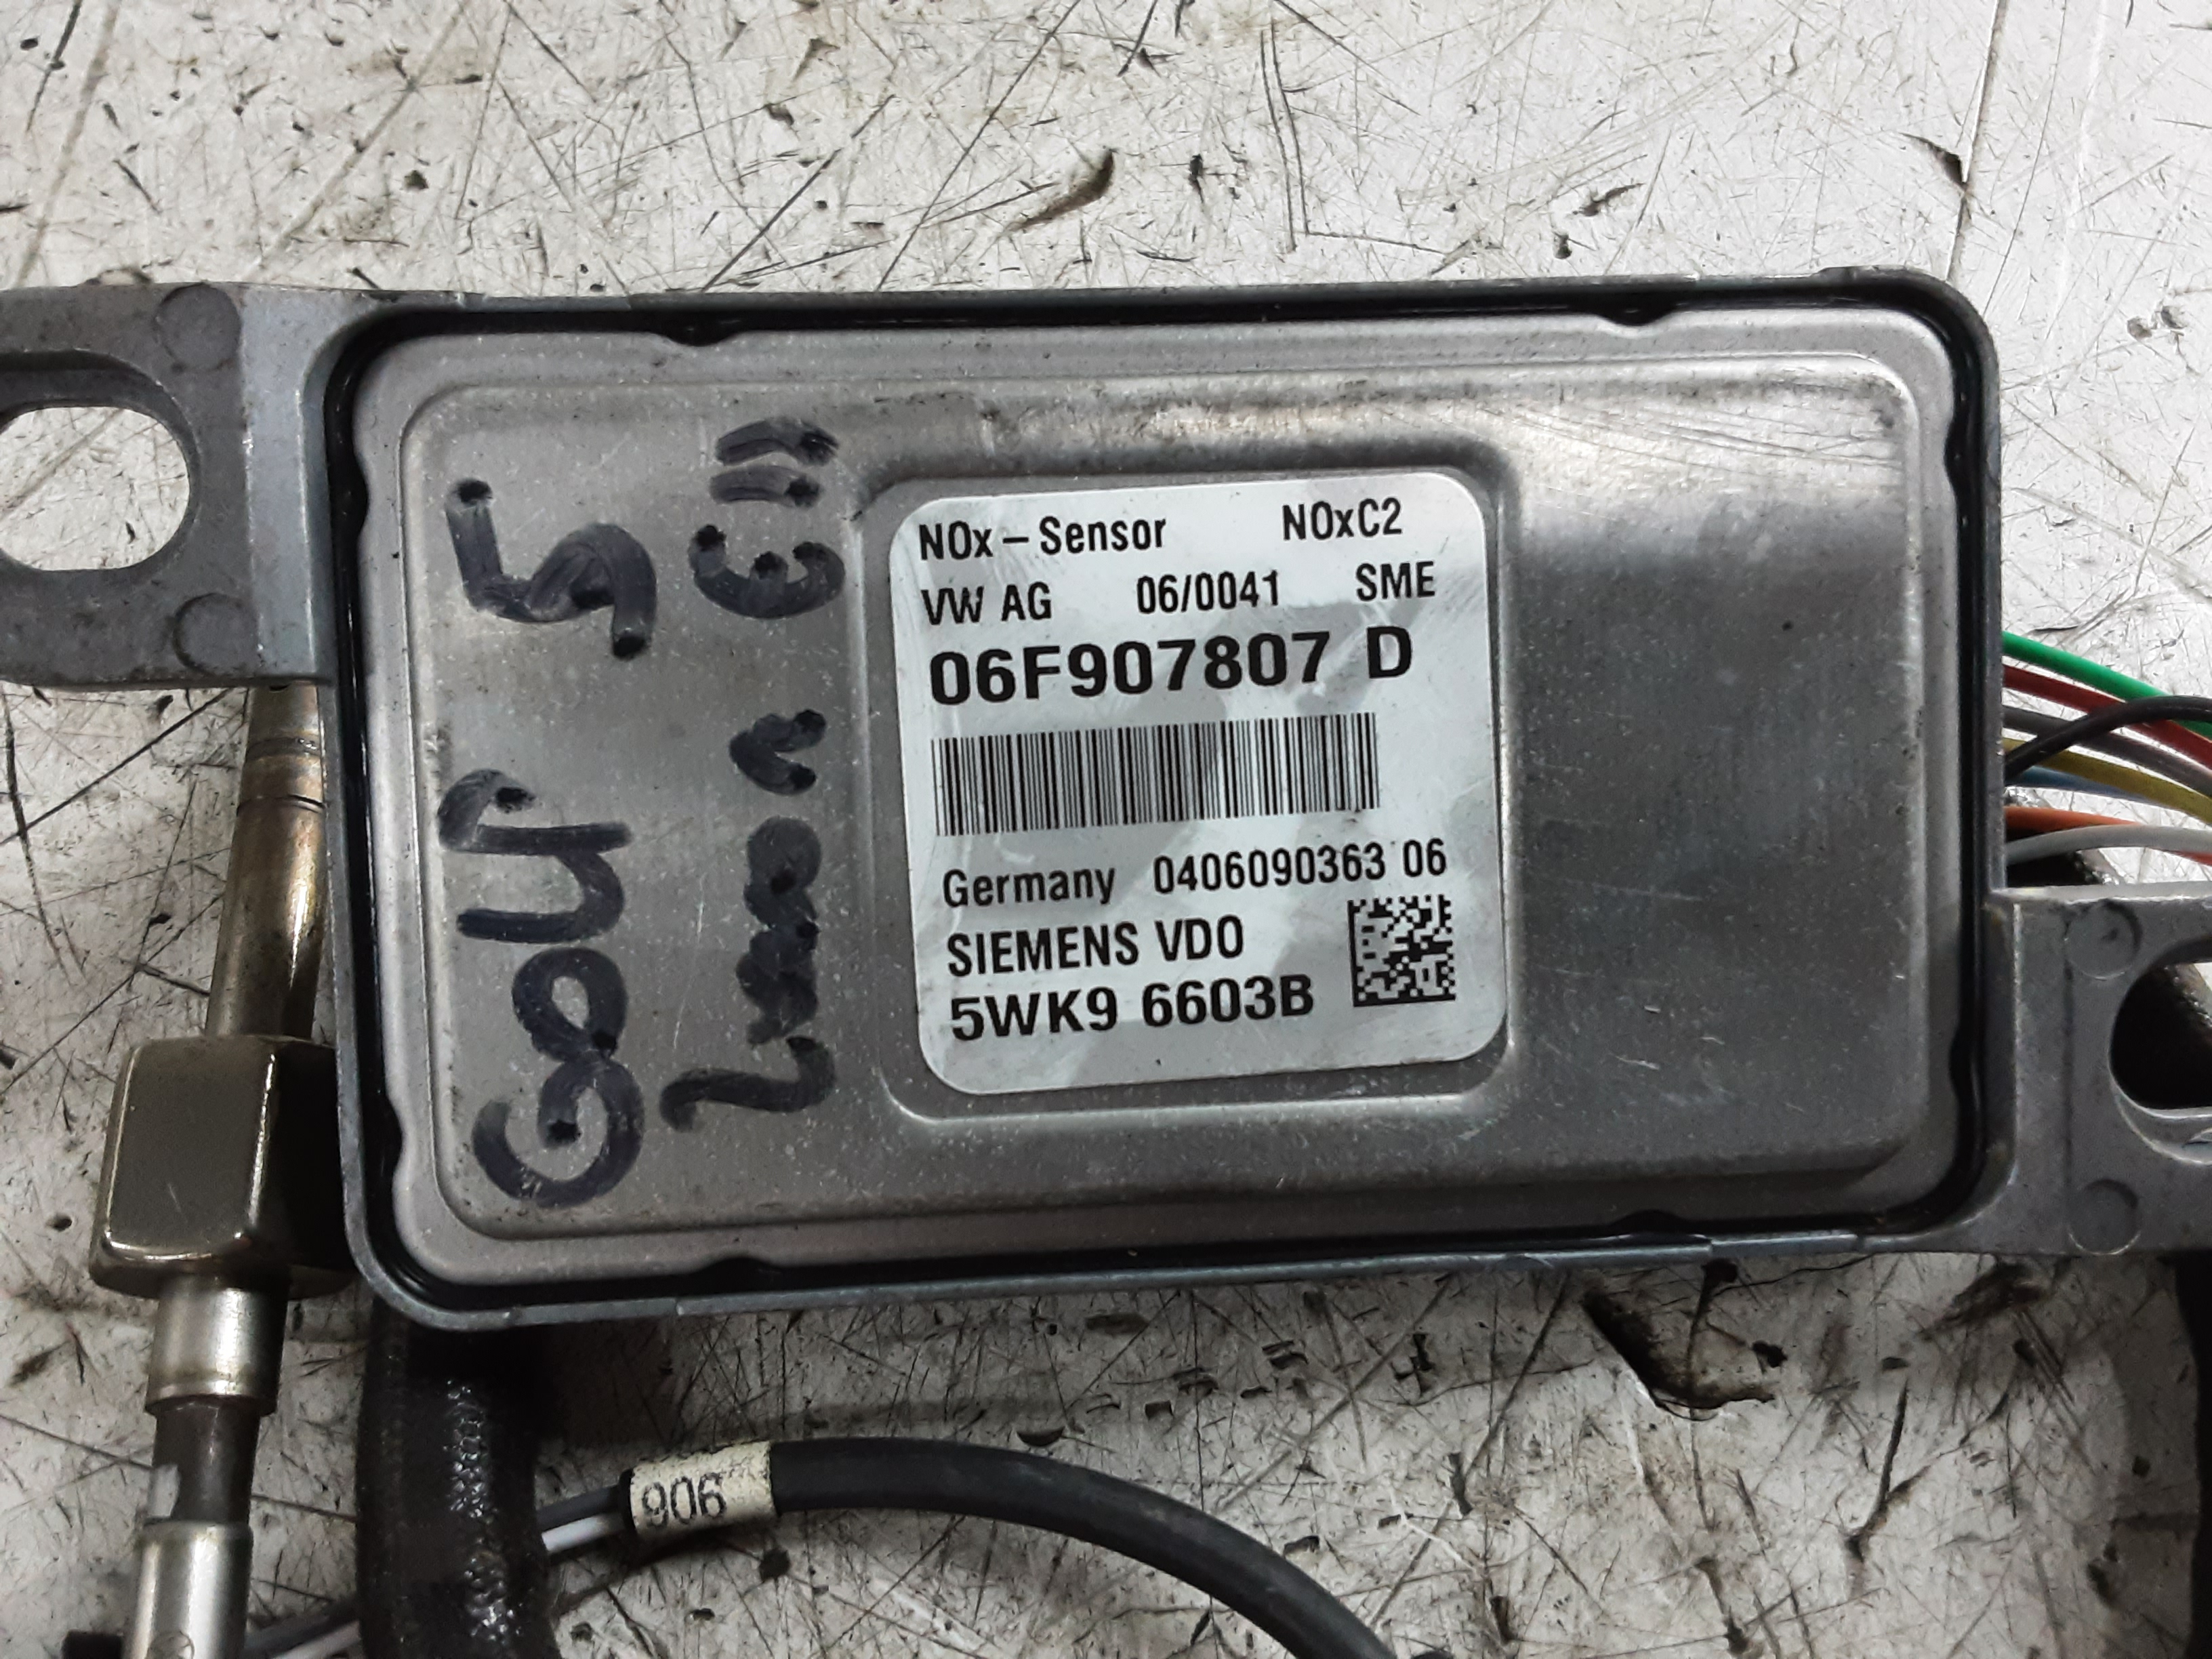 GOLF 5
NOx – Sensor NOxC2
VW AG 06/0041 SME
06F907807 D
Germany 0406090363 06
SIEMENS VDO
5WK9 6603B
906